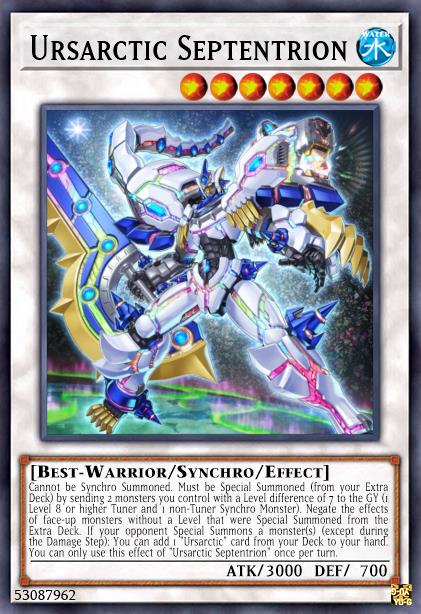 URSARCTIC SEPTENTRION
WATER
水
[BEST-WARRIOR/SYNCHRO/EFFECT]
Cannot be Synchro Summoned. Must be Special Summoned (from your Extra
Deck) by sending 2 monsters you control with a Level difference of 7 to the GY (1
Level 8 or higher Tuner and 1 non-Tuner Synchro Monster). Negate the effects
of face-up monsters without a Level that were Special Summoned from the
Extra Deck. If your opponent Special Summons a monster(s) (except during
the Damage Step): You can add 1 "Ursarctic" card from your Deck to your hand.
You can only use this effect of "Ursarctic Septentrion" once per turn.
ATK/3000 DEF/ 700
53087962